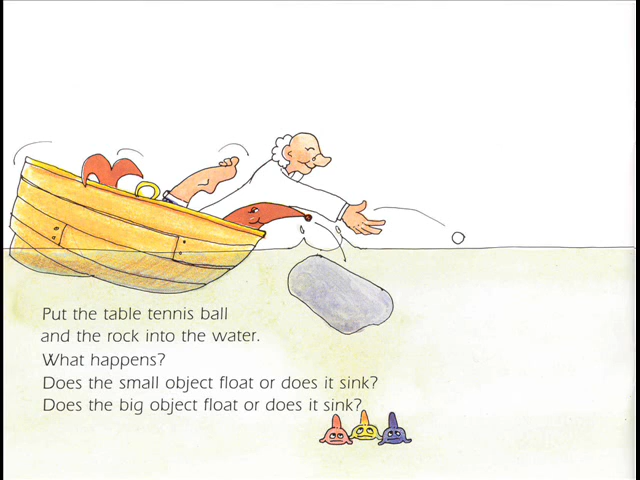 Put the table tennis ball
and the rock into the water.
What happens?
Does the small object float or does it sink?
Does the big object float or does it sink?